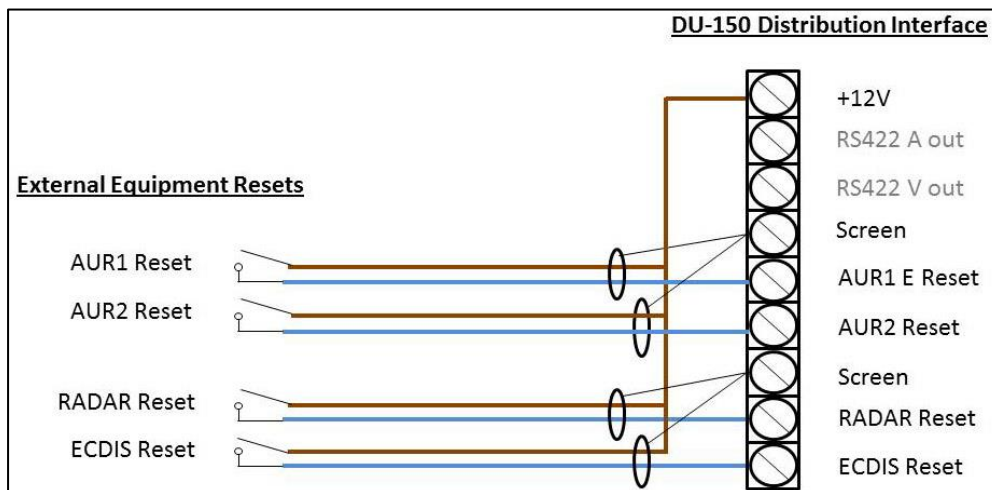 DU-150 Distribution Interface
+12V
RS422 A out
RS422 V out
Screen
AUR1 E Reset
AUR2 Reset
Screen
RADAR Reset
ECDIS Reset
External Equipment Resets
AUR1 Reset
AUR2 Reset
RADAR Reset
ECDIS Reset